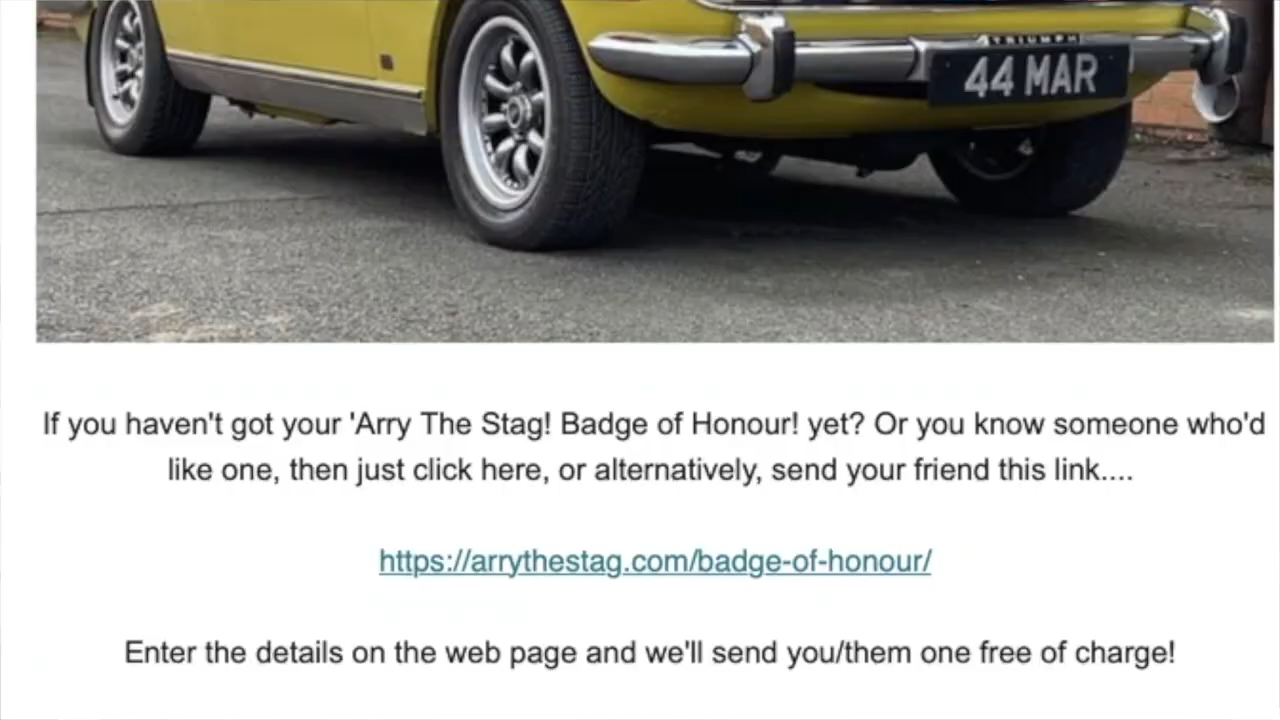 TRIUMPH
44 MAR
If you haven't got your 'Arry The Stag! Badge of Honour! yet? Or you know someone who'd
like one, then just click here, or alternatively, send your friend this link....
https://arrythestag.com/badge-of-honour/
Enter the details on the web page and we'll send you/them one free of charge!